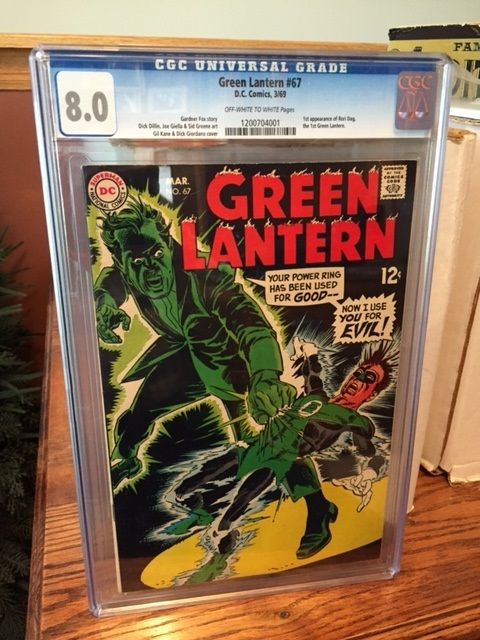 CGC UNIVERSAL GRADE
8.0
Green Lantern #67
D.C. Comics, 3/69
OFF-WHITE TO WHITE Pages
1200704001
Gardner Fox story
Dick Dillin, Joe Giella & Sid Greene art
Gil Kane & Dick Giordano cover
1st appearance of Rori Dag,
the 1st Green Lantern.
CGC
SUPERMAN
DC
NATIONAL COMICS
MAR.
NO. 67
APPROVED
BY THE
COMICS
CODE
AUTHORITY
GREEN
LANTERN
12¢
YOUR POWER RING
HAS BEEN USED
FOR GOOD--
NOW I USE
YOU FOR
EVIL!
FAM